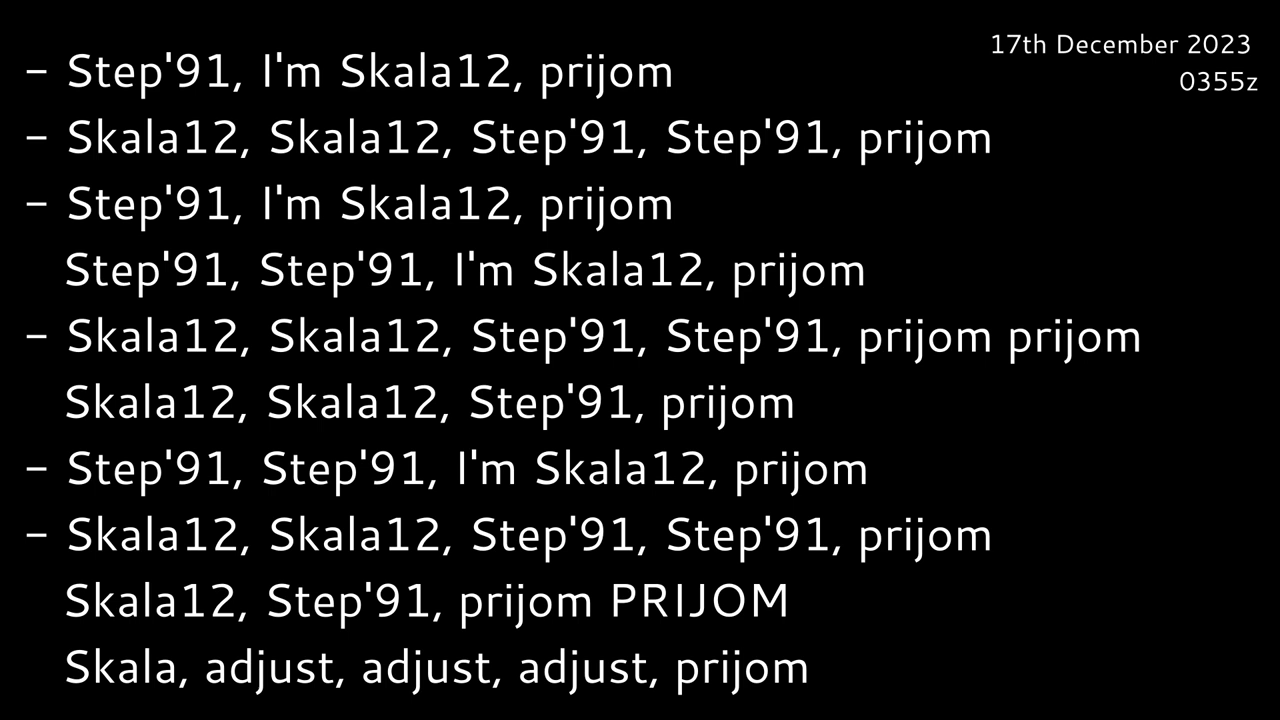 17th December 2023
0355z
– Step'91, I'm Skala12, prijom
– Skala12, Skala12, Step'91, Step'91, prijom
– Step'91, I'm Skala12, prijom
Step'91, Step'91, I'm Skala12, prijom
– Skala12, Skala12, Step'91, Step'91, prijom prijom
Skala12, Skala12, Step'91, prijom
– Step'91, Step'91, I'm Skala12, prijom
– Skala12, Skala12, Step'91, Step'91, prijom
Skala12, Step'91, prijom PRIJOM
Skala, adjust, adjust, adjust, prijom